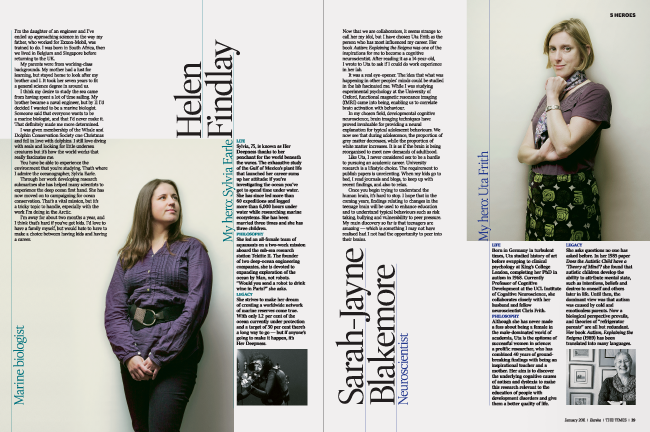 5 HEROES
I'm the daughter of an engineer and I've
ended up approaching science in the way my
father, who worked for Exxon-Mobil, was
trained to do. I was born in South Africa, then
we lived in Belgium and Singapore before
returning to the UK.
My parents were from working-class
backgrounds. My mother had a lust for
learning, but stayed home to look after my
brother and I. It took her seven years to fit
a general science degree in around us.
I think my desire to study the sea came
from having spent a lot of time sailing. My
brother became a naval engineer, but by 12 I'd
decided I wanted to be a marine biologist.
Someone said that everyone wants to be
a marine biologist, and that I'd never make it.
That definitely made me more determined.
I was given membership of the Whale and
Dolphin Conservation Society one Christmas
and fell in love with dolphins. I still love diving
with seals and looking for little undersea
creatures but it's how the world works that
really fascinates me.
You have to be able to experience the
environment that you're studying. That's where
I admire the oceanographer, Sylvia Earle.
Through her work developing research
submarines she has helped many scientists to
experience the deep ocean first hand. She has
now moved on to campaigning for ocean
conservation. That's a vital mission, but it's
a tricky topic to handle, especially with the
work I'm doing in the Arctic.
I'm away for about two months a year, and
I think that's hard if you've got kids. I'd love to
have a family myself, but would hate to have to
make a choice between having kids and having
a career.
Helen
Findlay
Marine biologist
My hero: Sylvia Earle
LIFE
Sylvia, 75, is known as Her
Deepness thanks to her
penchant for the world beneath
the waves. The exhaustive study
of the Gulf of Mexico's plant life
that launched her career sums
up her attitude: if you're
investigating the ocean you've
got to spend time under water.
She has since led more than
60 expeditions and logged
more than 6,000 hours under
water while researching marine
ecosystems. She has been
married three times and she has
three children.
PHILOSOPHY
She led an all-female team of
aquanauts on a two-week mission
aboard the sub-sea research
station Tektite II. The founder
of two deep-ocean engineering
companies, she is devoted to
expanding exploration of the
ocean by man, not robots.
"Would you send a robot to drink
wine in Paris?" she asks.
LEGACY
She strives to make her dream
of creating a worldwide network
of marine reserves come true.
With only 1.2 per cent of the
ocean currently under protection
and a target of 30 per cent there's
a long way to go — but if anyone's
going to make it happen, it's
Her Deepness.
Now that we are colleagues, it seems strange to
call her my idol, but I have chosen Uta Frith as the
person who has most influenced my career. Her
book Autism: Explaining the Enigma was one of the
inspirations for me to become a cognitive
neuroscientist. After reading it as a 14-year-old,
I wrote to Uta to ask if I could do work experience
in her lab.
It was a real eye-opener. The idea that what was
happening in other peoples' minds could be studied
in the lab fascinated me. While I was studying
experimental psychology at the University of
Oxford, functional magnetic resonance imaging
(fMRI) came into being, enabling us to correlate
brain activation with behaviour.
In my chosen field, developmental cognitive
neuroscience, brain imaging techniques have
proved invaluable for providing a neural
explanation for typical adolescent behaviours. We
now see that during adolescence, the proportion of
grey matter decreases, while the proportion of
white matter increases. It is as if the brain is being
reorganised to meet new demands of adulthood.
Like Uta, I never considered sex to be a hurdle
to pursuing an academic career. University
research is a lifestyle choice. The requirement to
publish papers is unrelenting. When my kids go to
bed, I read journals and blogs, to keep up with
recent findings, and also to relax.
Once you begin trying to understand the
human brain, it's hard to stop. I hope that in the
coming years, findings relating to changes in the
teenage brain will be used to enhance education
and to understand typical behaviours such as risk
taking, bullying and vulnerability to peer pressure.
My main discovery so far is that teenagers are
amazing — which is something I may not have
realised had I not had the opportunity to peer into
their brains.
Sarah-Jayne
Blakemore
Neuroscientist
My hero: Uta Frith
LIFE
Born in Germany in turbulent
times, Uta studied history of art
before swapping to clinical
psychology at King's College
London, completing her PhD in
autism in 1968. Currently
Professor of Cognitive
Development at the UCL Institute
of Cognitive Neuroscience, she
collaborates closely with her
husband and fellow
neuroscientist Chris Frith.
PHILOSOPHY
Although she has never made
a fuss about being a female in
the male-dominated world of
academia, Uta is the epitome of
successful women in science:
a prolific researcher, who has
combined 40 years of ground-
breaking findings with being an
inspirational teacher and a
mother. Her aim is to discover
the underlying cognitive causes
of autism and dyslexia to make
this research relevant to the
education of people with
development disorders and give
them a better quality of life.
LEGACY
She asks questions no one has
asked before. In her 1985 paper
Does the Autistic Child have a
'Theory of Mind'? she found that
autistic children develop the
ability to attribute mental state,
such as intentions, beliefs and
desires to oneself and others
later in life. Until then, the
dominant view was that autism
was caused by cold and
emotionless parents. Now a
biological perspective prevails,
and theories of "refrigerator
parents" are all but redundant.
Her book Autism, Explaining the
Enigma (1989) has been
translated into many languages.
January 2011 / Eureka / THE TIMES / 39